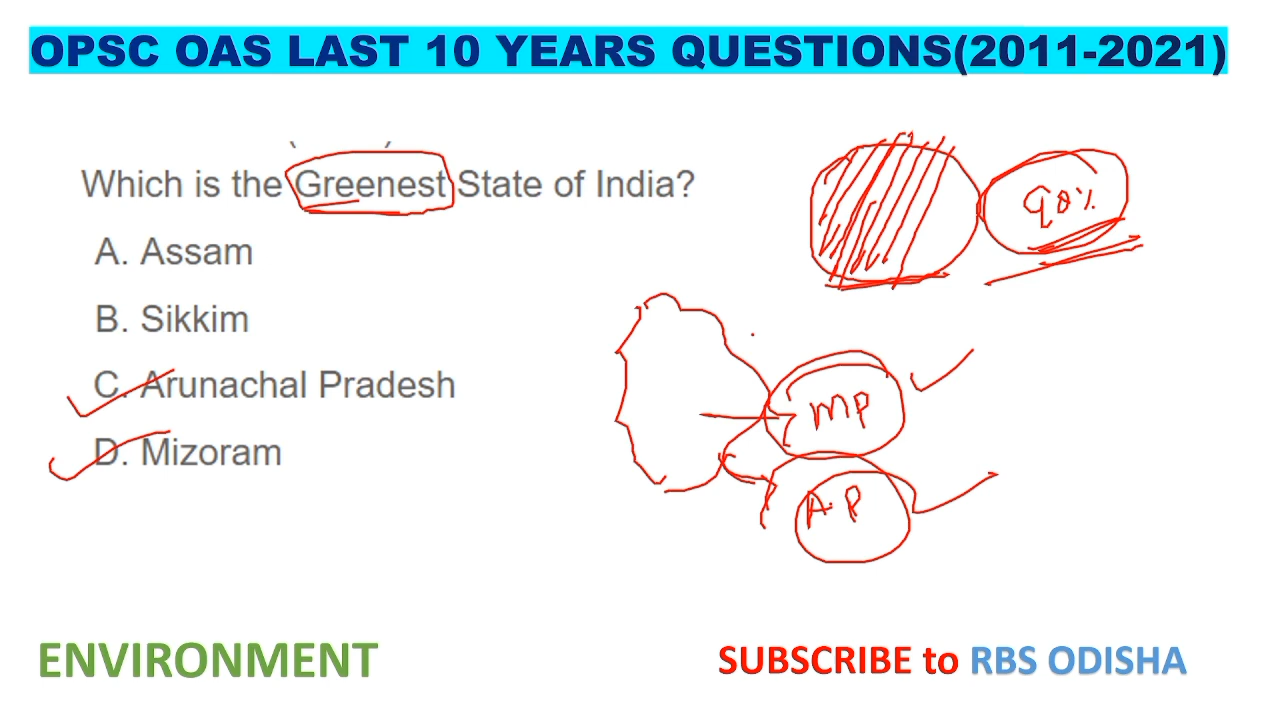 OPSC OAS LAST 10 YEARS QUESTIONS(2011-2021)
Which is the Greenest State of India?
90%
A. Assam
B. Sikkim
C. Arunachal Pradesh
MP
D. Mizoram
A.P
ENVIRONMENT
SUBSCRIBE to RBS ODISHA